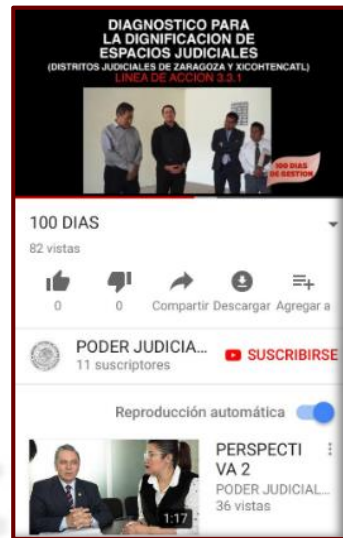 DIAGNOSTICO PARA
LA DIGNIFICACION DE
ESPACIOS JUDICIALES
(DISTRITOS JUDICIALES DE ZARAGOZA Y XICOHTENCATL)
LINEA DE ACCION 3.3.1
100 DIAS
DE GESTION
100 DIAS
82 vistas
0
0
Compartir
Descargar
Agregar a
PODER JUDICIA...
11 suscriptores
SUSCRIBIRSE
Reproducción automática
1:17
PERSPECTI
VA 2
PODER JUDICIAL...
36 vistas